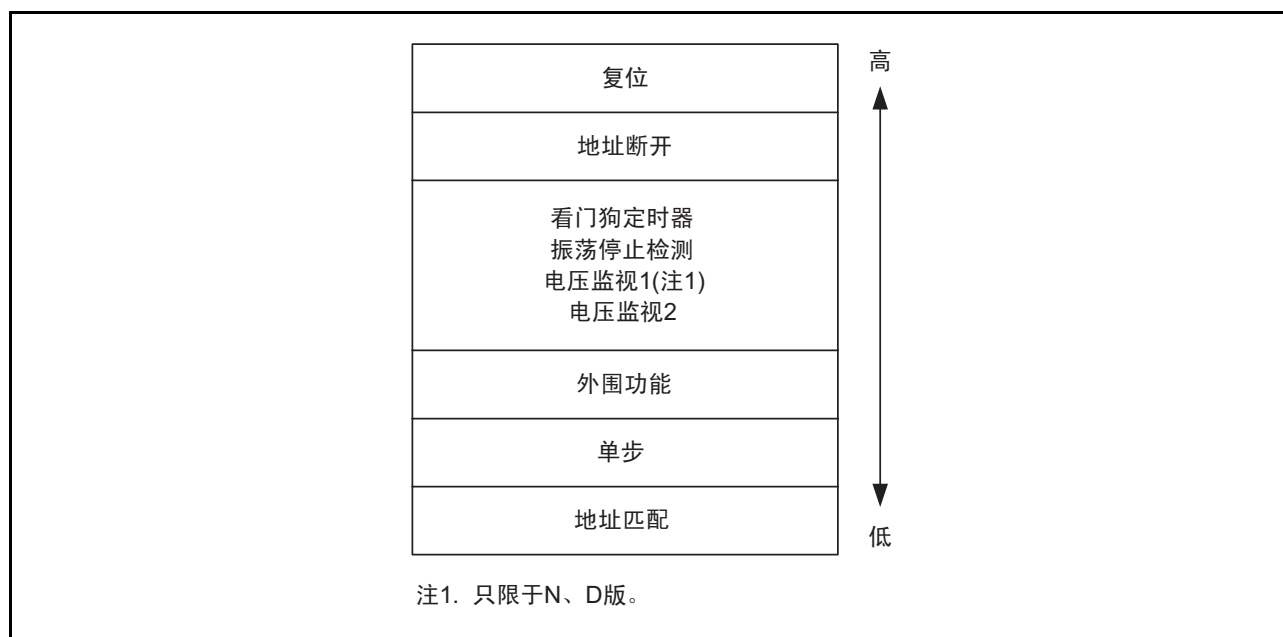 复位
高
地址断开
看门狗定时器
振荡停止检测
电压监视1(注1)
电压监视2
外围功能
单步
地址匹配
低
注1. 只限于N、D版。